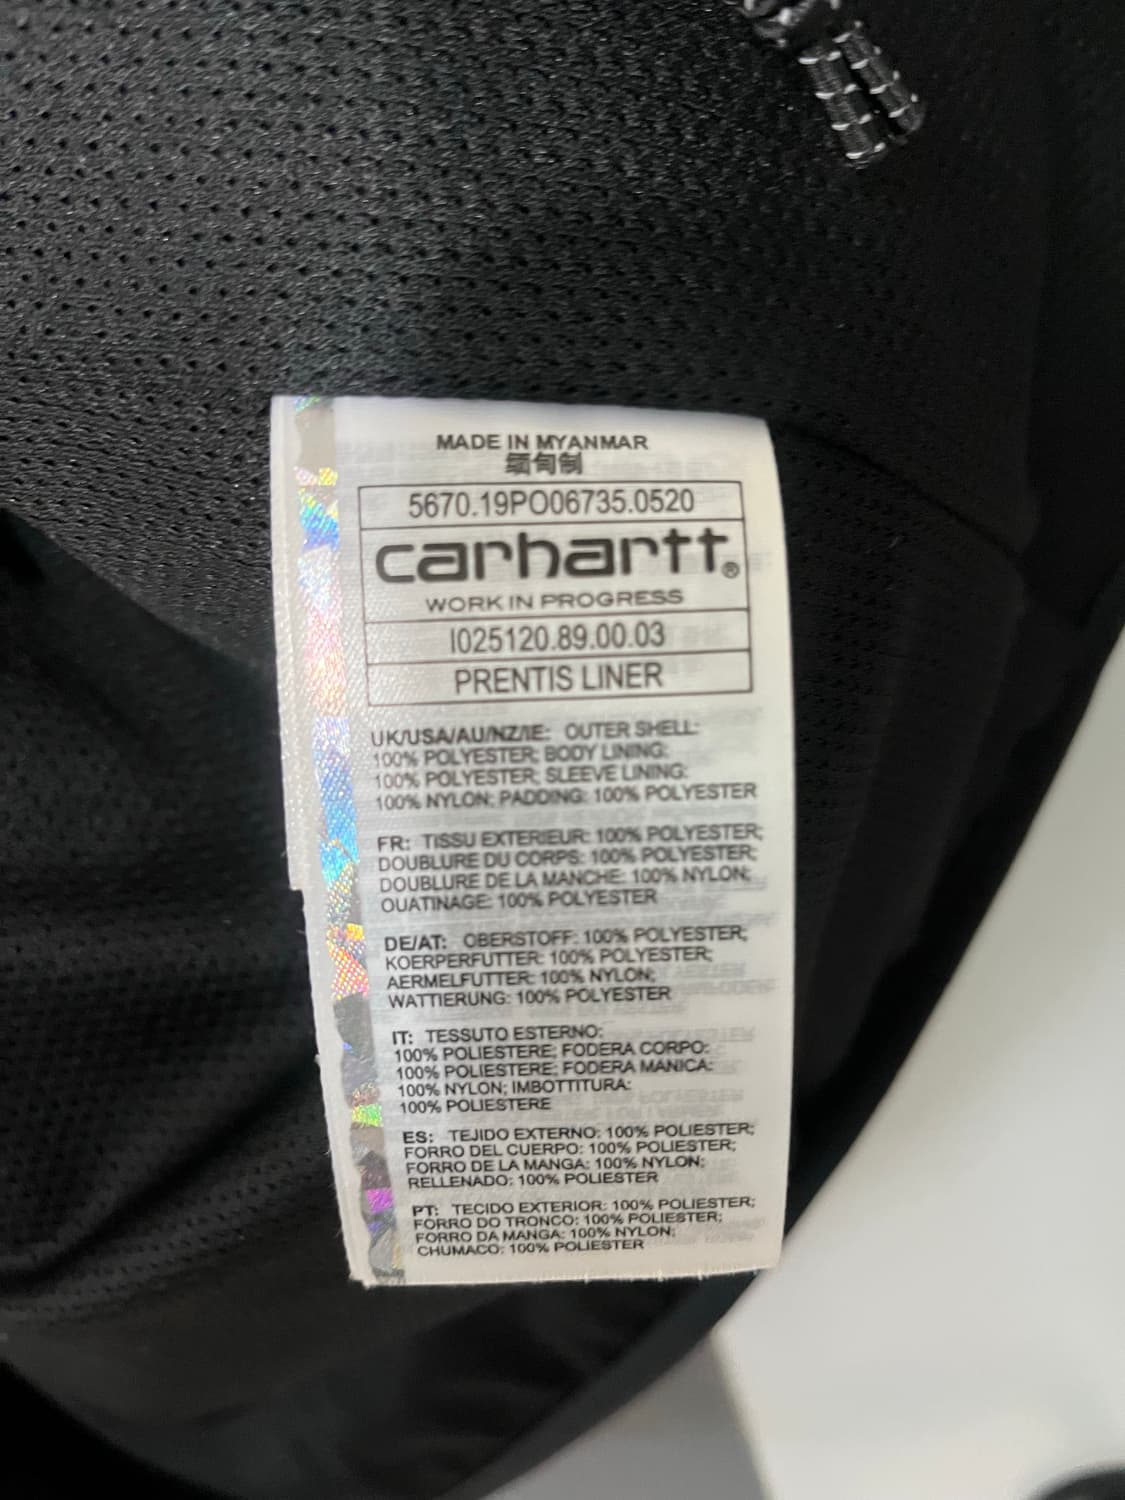 MADE IN MYANMAR
缅甸制
5670.19PO06735.0520
carhartt®
WORK IN PROGRESS
I025120.89.00.03
PRENTIS LINER
UK/USA/AU/NZ/IE: OUTER SHELL:
100% POLYESTER; BODY LINING:
100% POLYESTER; SLEEVE LINING:
100% NYLON; PADDING: 100% POLYESTER
FR: TISSU EXTERIEUR: 100% POLYESTER;
DOUBLURE DU CORPS: 100% POLYESTER;
DOUBLURE DE LA MANCHE: 100% NYLON;
OUATINAGE: 100% POLYESTER
DE/AT: OBERSTOFF: 100% POLYESTER;
KOERPERFUTTER: 100% POLYESTER;
AERMELFUTTER: 100% NYLON;
WATTIERUNG: 100% POLYESTER
IT: TESSUTO ESTERNO:
100% POLIESTERE; FODERA CORPO:
100% POLIESTERE; FODERA MANICA:
100% NYLON; IMBOTTITURA:
100% POLIESTERE
ES: TEJIDO EXTERNO: 100% POLIESTER;
FORRO DEL CUERPO: 100% POLIESTER;
FORRO DE LA MANGA: 100% NYLON;
RELLENADO: 100% POLIESTER
PT: TECIDO EXTERIOR: 100% POLIESTER;
FORRO DO TRONCO: 100% POLIESTER;
FORRO DA MANGA: 100% NYLON;
CHUMACO: 100% POLIESTER